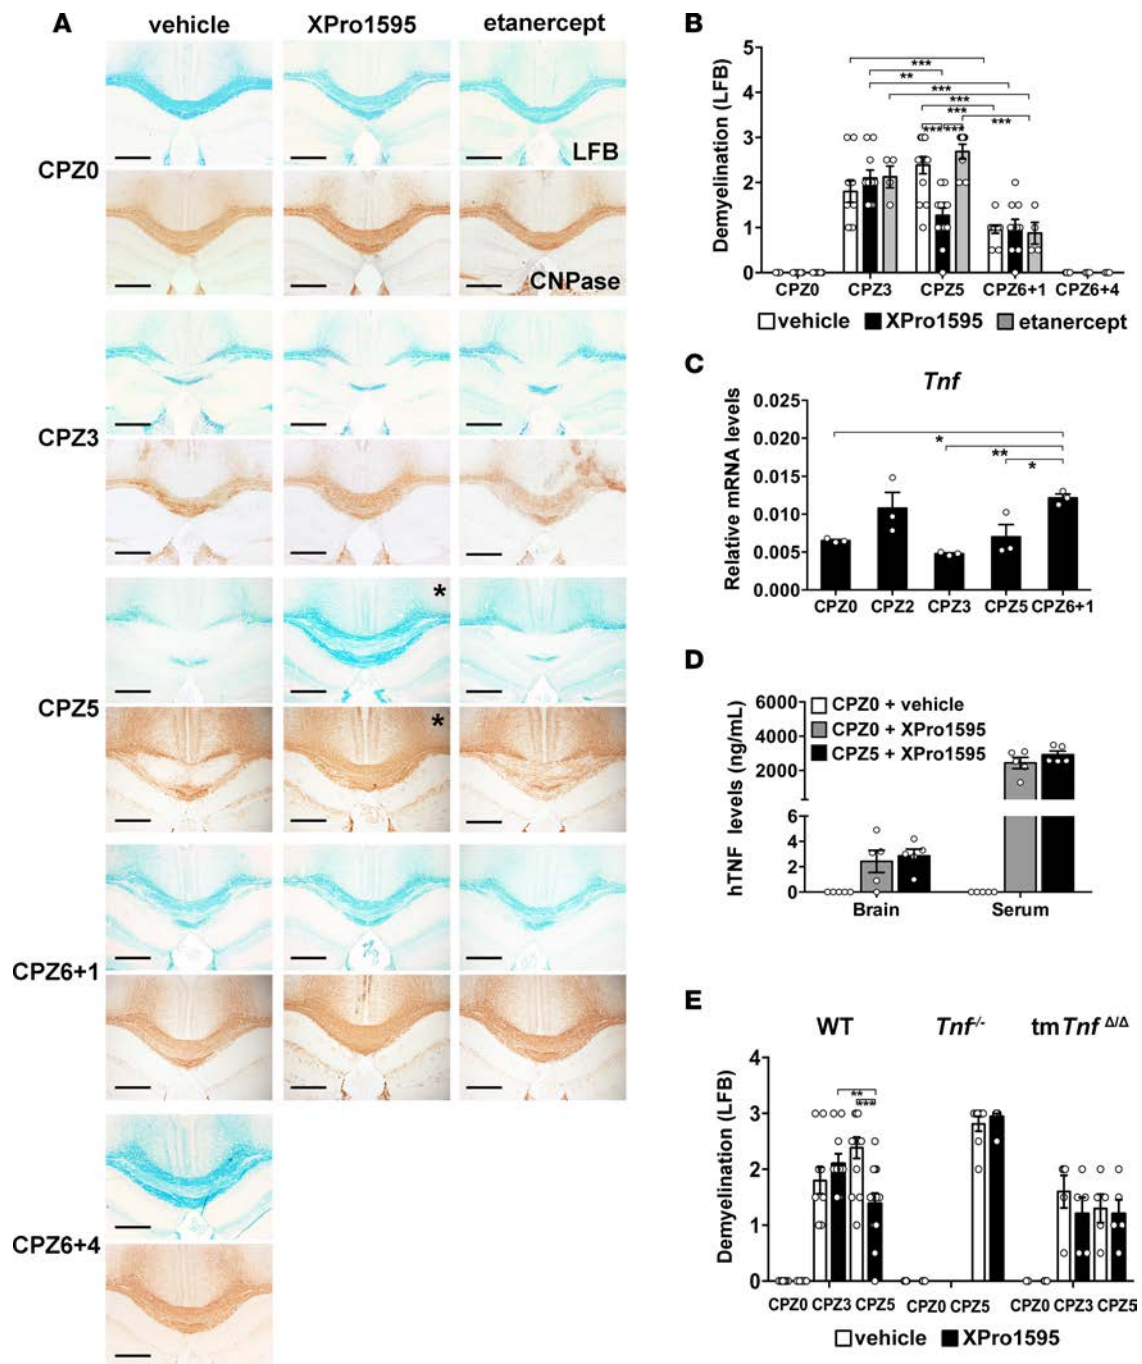 A
vehicle
XPro1595
etanercept
CPZ0
LFB
CNPase
CPZ3
CPZ5
*
*
CPZ6+1
CPZ6+4
B
Demyelination (LFB)
5
4
3
2
1
0
***
**
***
***
*** ***
***
CPZ0 CPZ3 CPZ5 CPZ6+1 CPZ6+4
vehicle XPro1595 etanercept
C
Tnf
Relative mRNA levels
0.025
0.020
0.015
0.010
0.005
0.000
*
**
*
CPZ0 CPZ2 CPZ3 CPZ5 CPZ6+1
D
hTNF levels (ng/mL)
6000
4000
2000
6
4
2
0
CPZ0 + vehicle
CPZ0 + XPro1595
CPZ5 + XPro1595
Brain Serum
E
WT Tnf-/- tmTnf Δ/Δ
Demyelination (LFB)
4
3
2
1
0
**
***
CPZ0 CPZ3 CPZ5 CPZ0 CPZ5 CPZ0 CPZ3 CPZ5
vehicle XPro1595